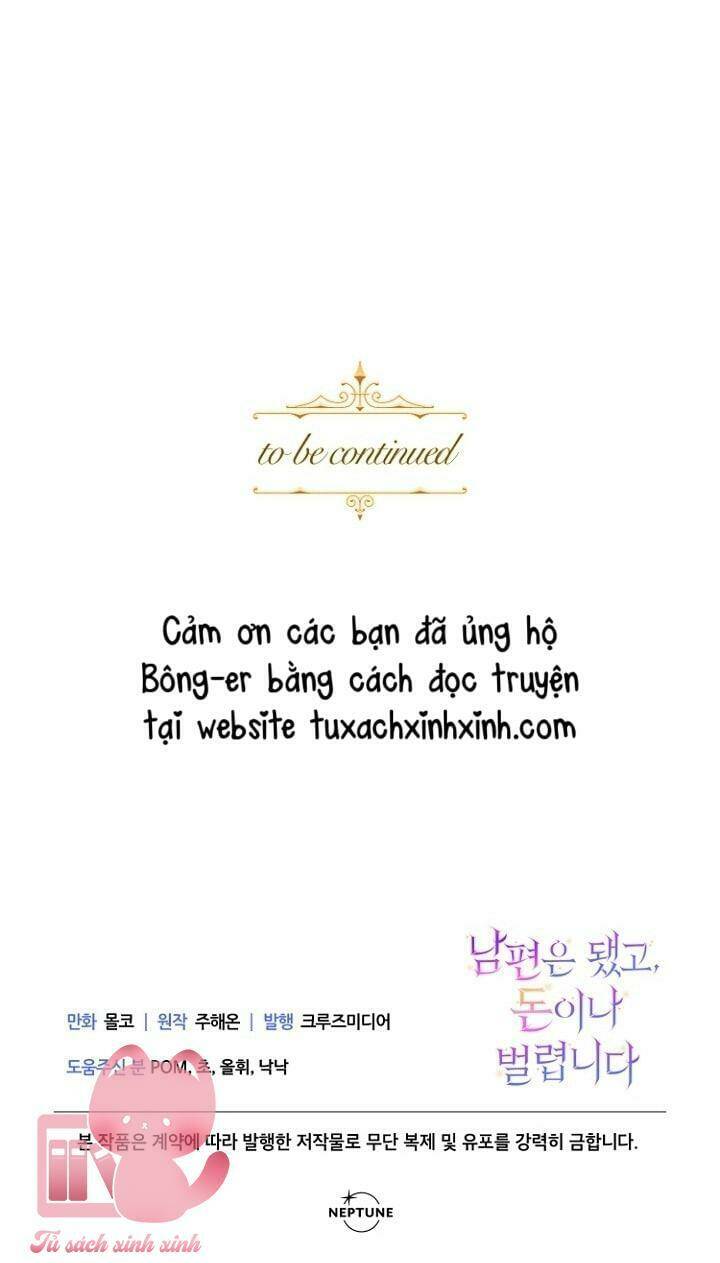 to be continued
Cảm ơn các bạn đã ủng hộ
Bông-er bằng cách đọc truyện
tại website tuxachxinhxinh.com
남편은 됐고,
돈이나
벌렵니다
만화 몰코 | 원작 주해온 | 발행 크루즈미디어
도움주신 분 POM, 쵸, 올휘, 낙낙
본 작품은 계약에 따라 발행한 저작물로 무단 복제 및 유포를 강력히 금합니다.
NEPTUNE
Tủ sách xinh xinh